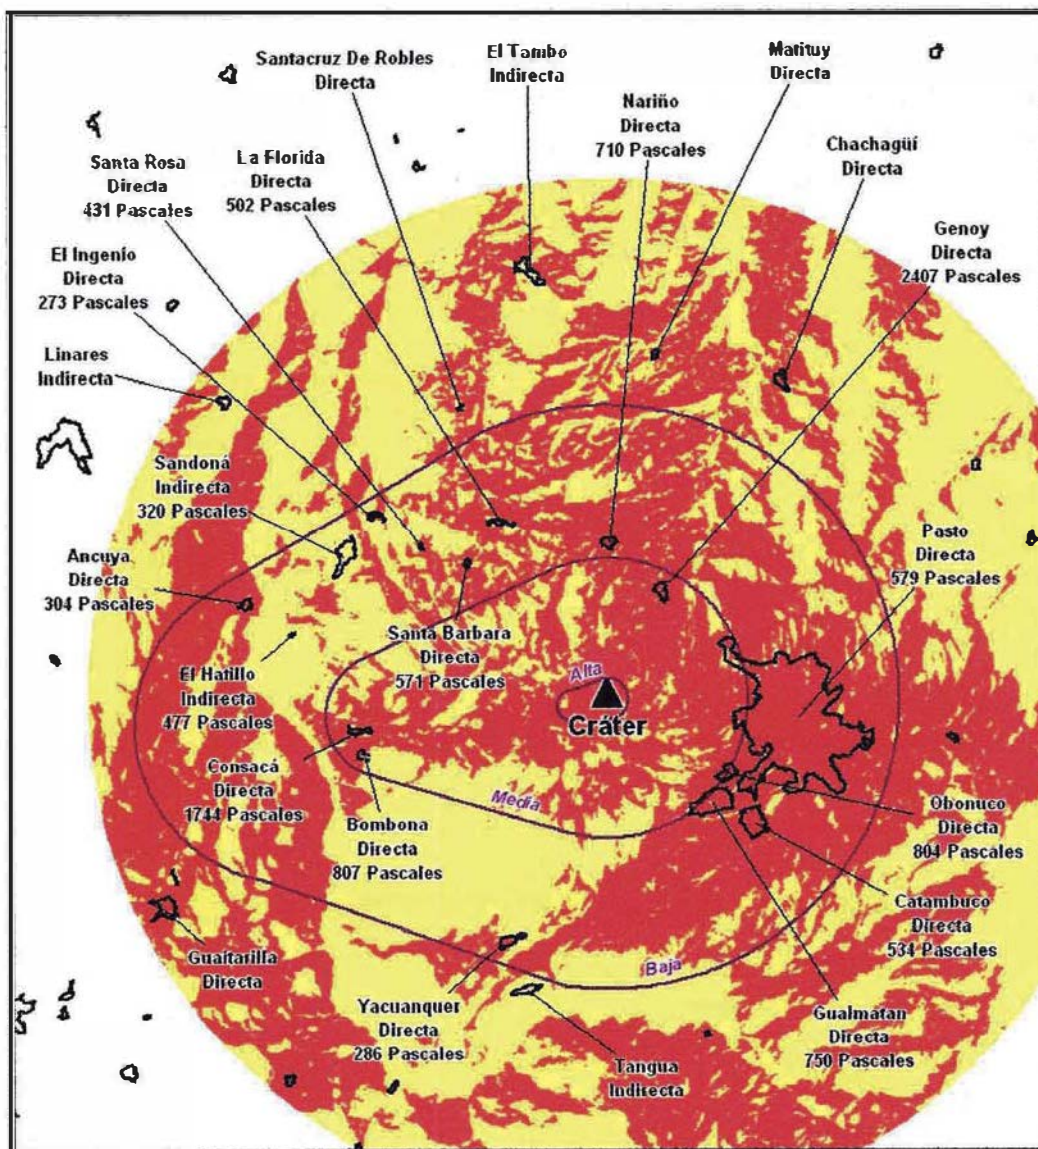 Santacruz De Robles
Directa
El Tambo
Indirecta
Matituy
Directa
Nariño
Directa
710 Pascales
Chachagüí
Directa
Santa Rosa
Directa
431 Pascales
La Florida
Directa
502 Pascales
Genoy
Directa
2407 Pascales
El Ingenío
Directa
273 Pascales
Linares
Indirecta
Sandoná
Indirecta
320 Pascales
Pasto
Directa
579 Pascales
Ancuya
Directa
304 Pascales
Santa Barbara
Directa
571 Pascales
El Hatillo
Indirecta
477 Pascales
Alta
Cráter
Consacá
Directa
1744 Pascales
Media
Bombona
Directa
807 Pascales
Obonuco
Directa
804 Pascales
Catambuco
Directa
534 Pascales
Guaitarilla
Directa
Baja
Yacuanquer
Directa
286 Pascales
Gualmatan
Directa
750 Pascales
Tangua
Indirecta